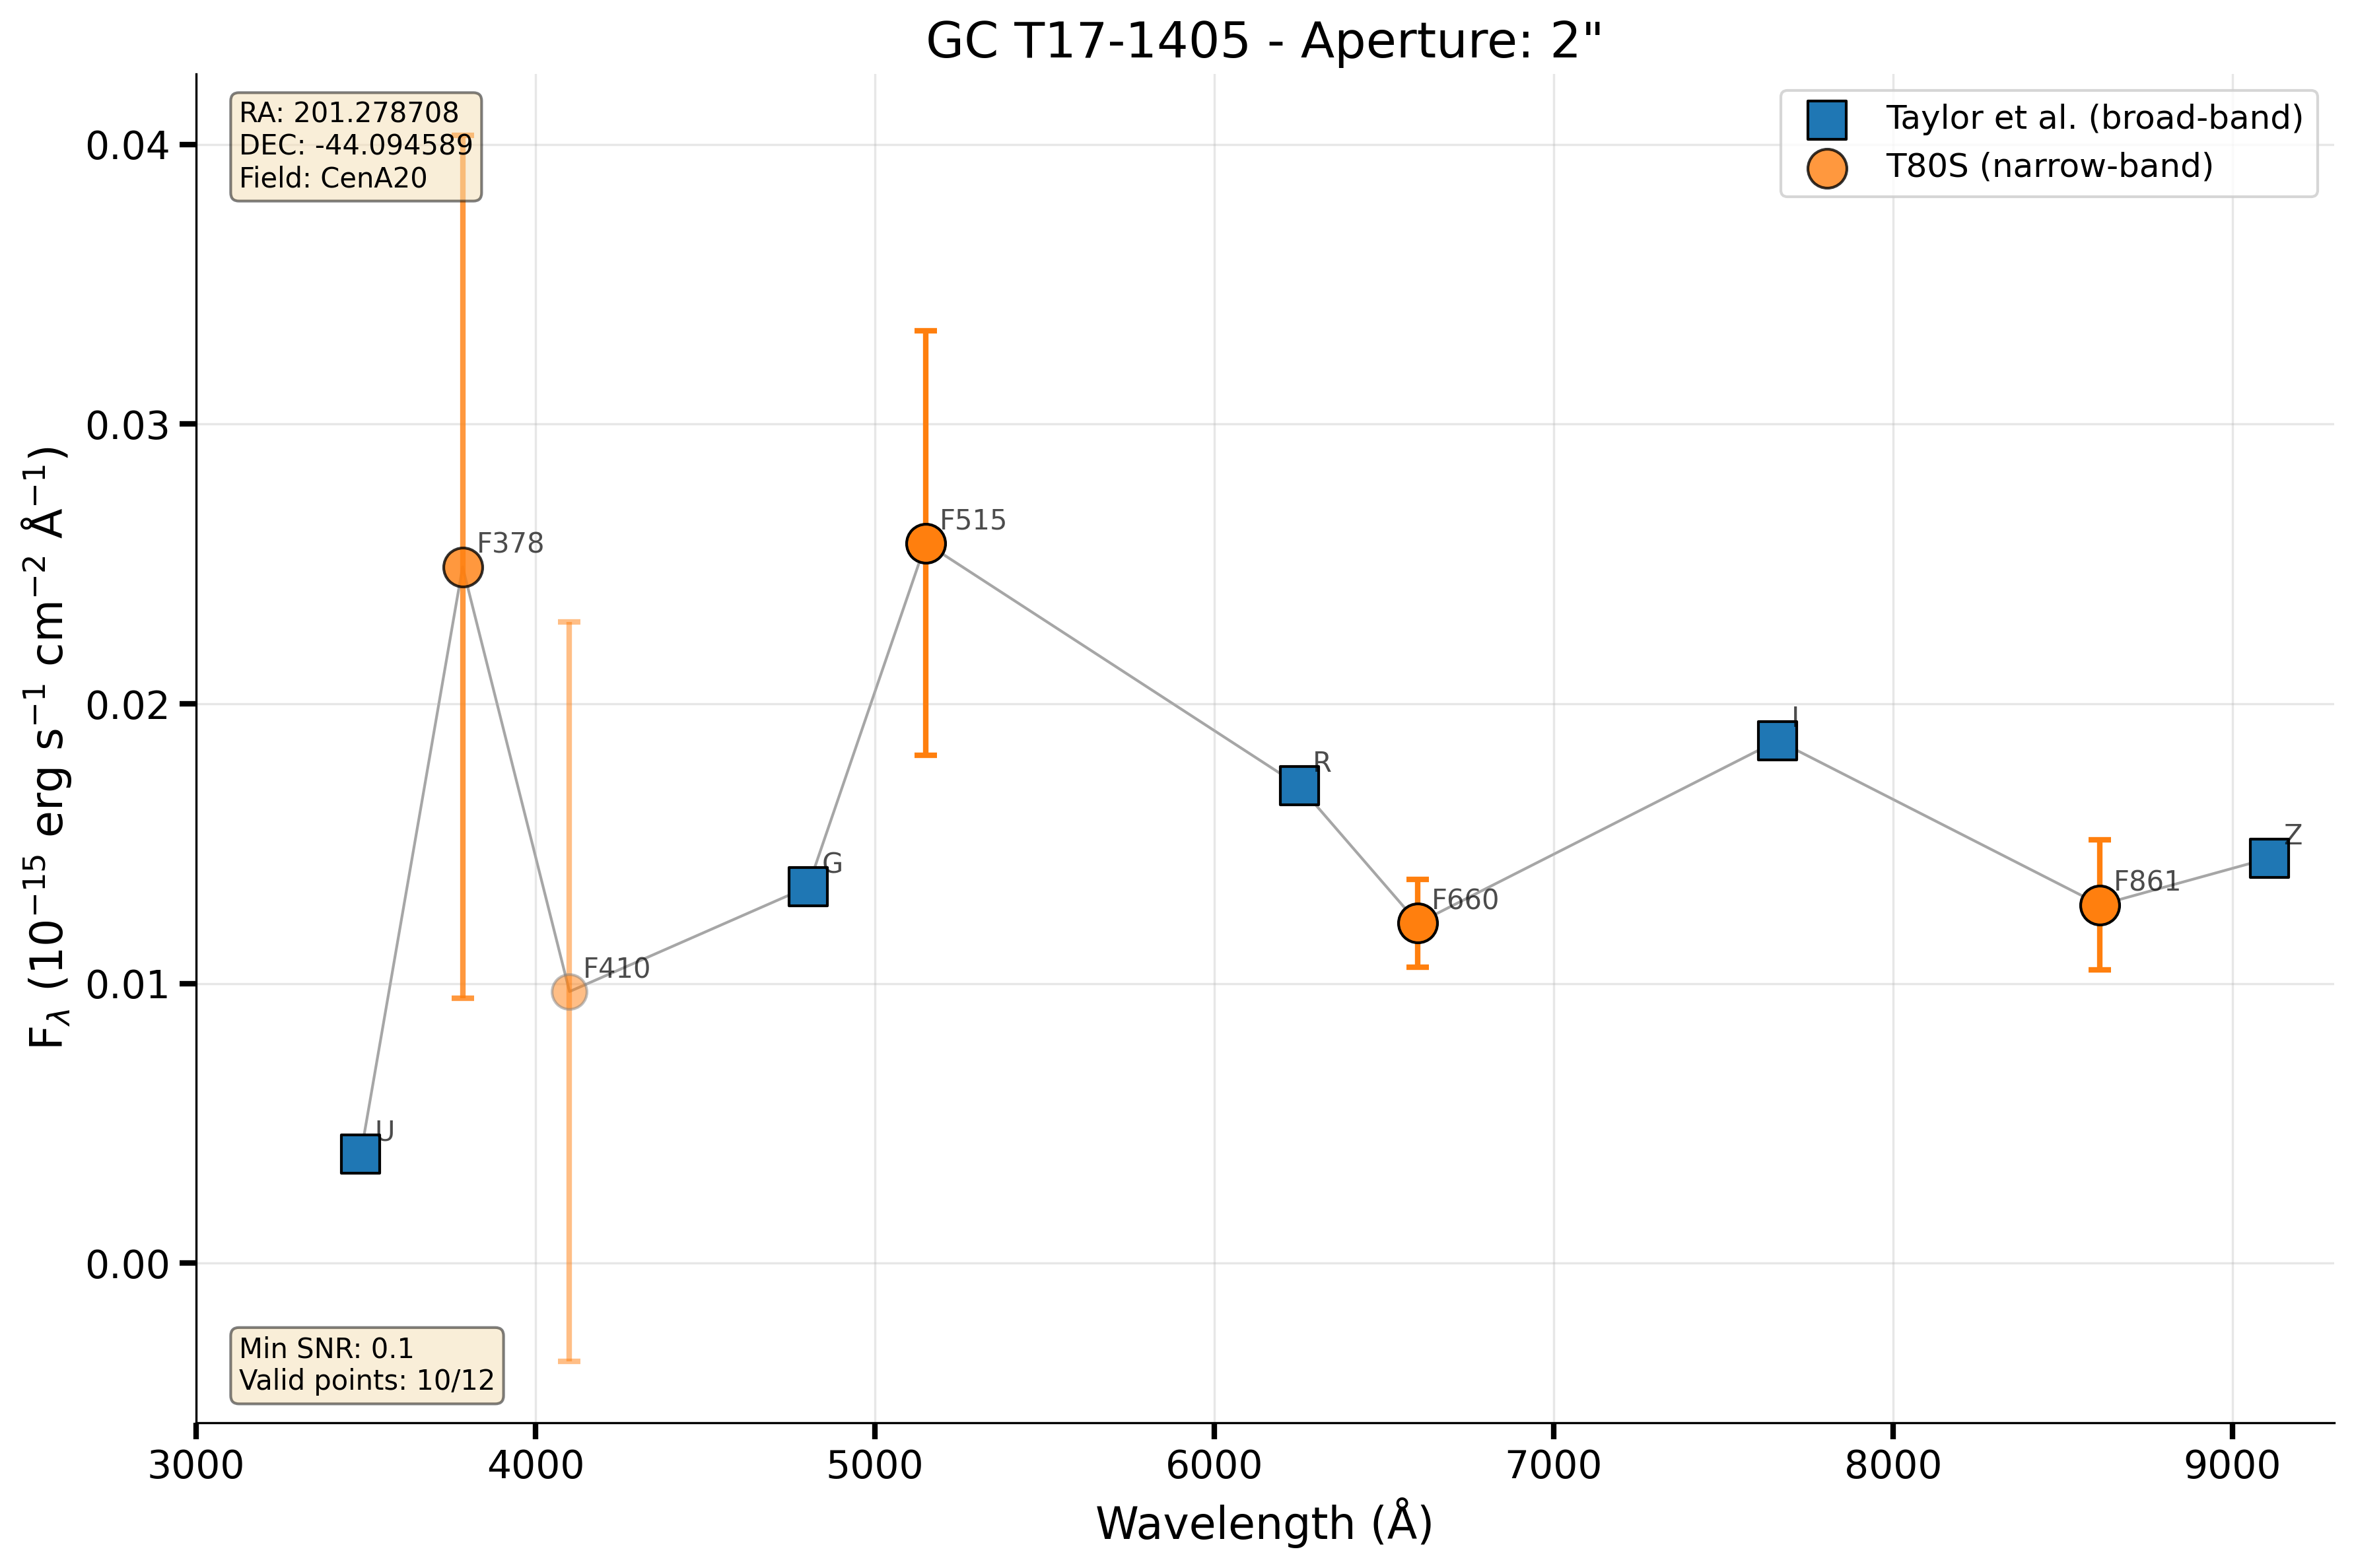 GC T17-1405 - Aperture: 2"
RA: 201.278708
DEC: -44.094589
Field: CenA20
Taylor et al. (broad-band)
T80S (narrow-band)
0.04
0.03
0.02
0.01
0.00
F378
F515
I
R
G
Z
F861
F660
F410
U
Min SNR: 0.1
Valid points: 10/12
3000
4000
5000
6000
7000
8000
9000
Wavelength (Å)
F_λ (10⁻¹⁵ erg s⁻¹ cm⁻² Å⁻¹)